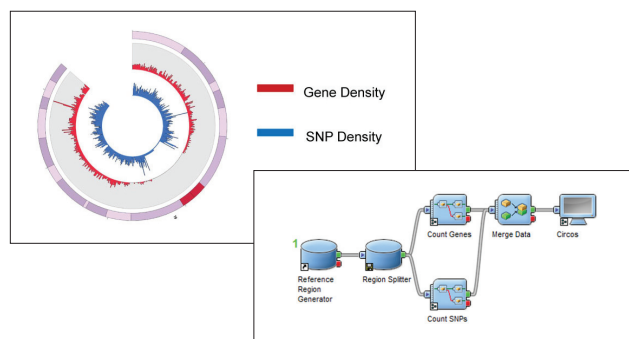 Gene Density
SNP Density
1
Reference
Region
Generator
Region Splitter
Count Genes
Count SNPs
Merge Data
Circos